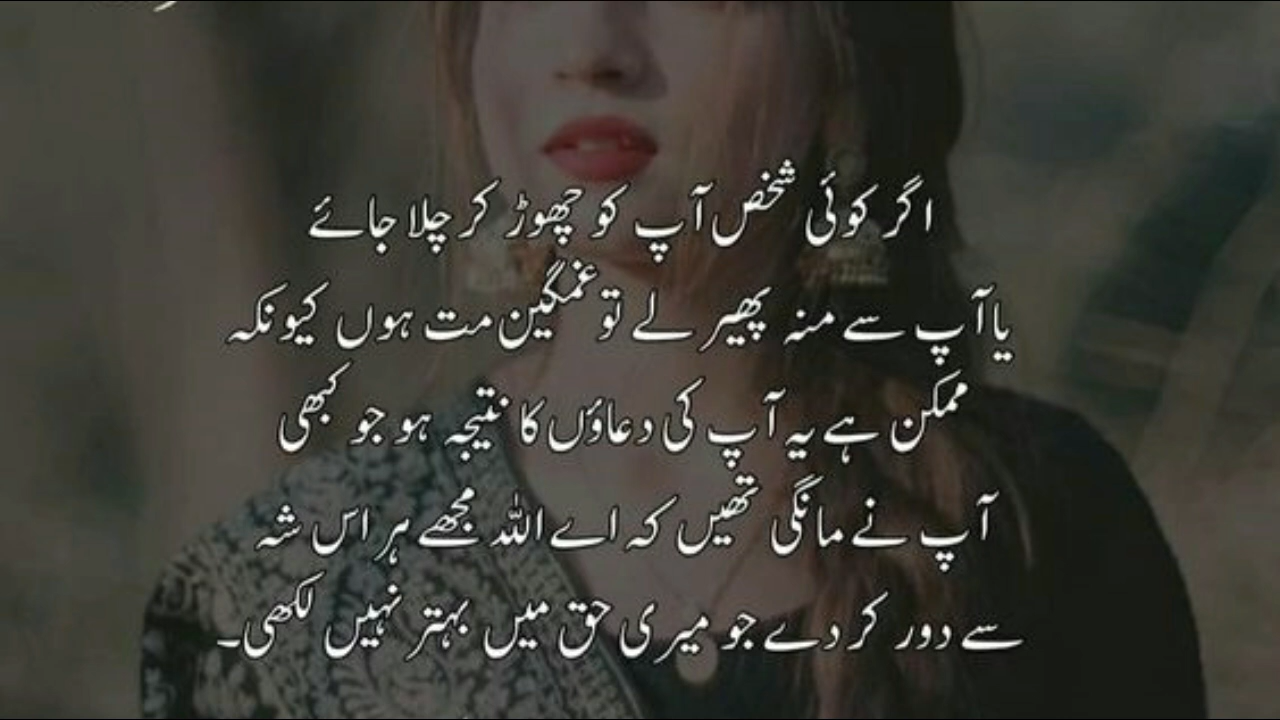 اگر کوئی شخص آپ کو چھوڑ کر چلا جائے
یا آپ سے منہ پھیر لے تو غمگین مت ہوں کیونکہ
ممکن ہے یہ آپ کی دعاؤں کا نتیجہ ہو جو کبھی
آپ نے مانگی تھیں کہ اے اللہ مجھے ہر اس شہ
سے دور کر دے جو میری حق میں بہتر نہیں لکھی۔